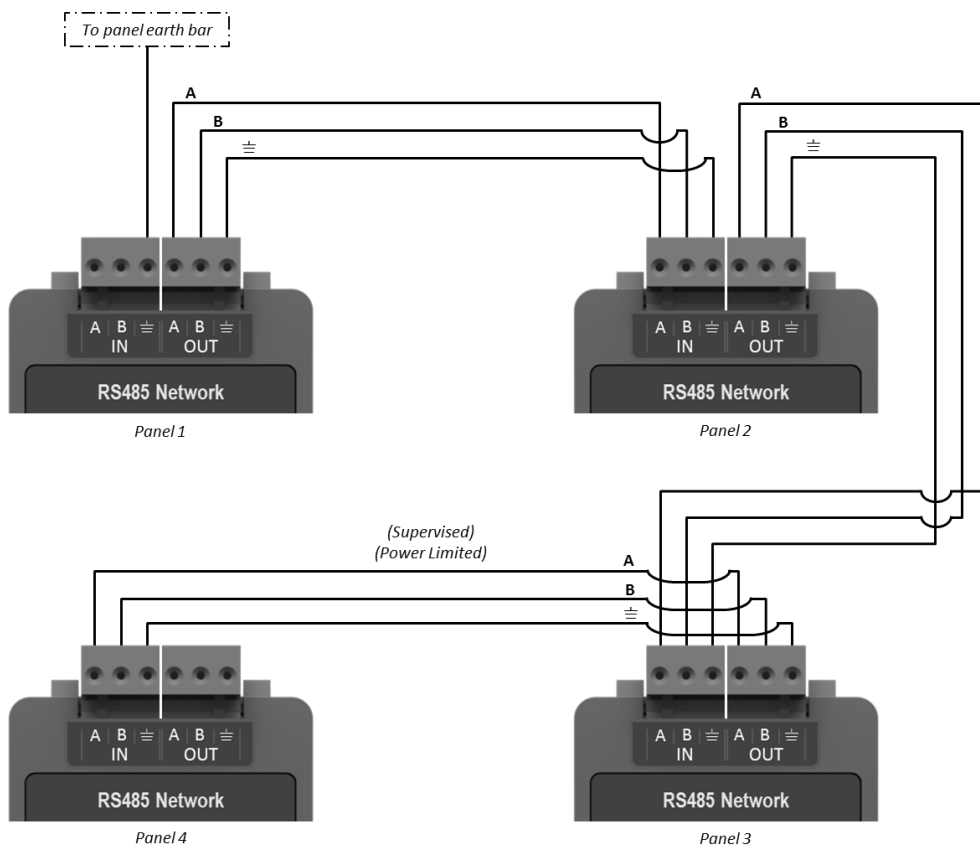 To panel earth bar
A
B
A
B
A B A B
IN OUT
RS485 Network
Panel 1
A B A B
IN OUT
RS485 Network
Panel 2
(Supervised)
(Power Limited)
A
B
A B A B
IN OUT
RS485 Network
Panel 4
A B A B
IN OUT
RS485 Network
Panel 3